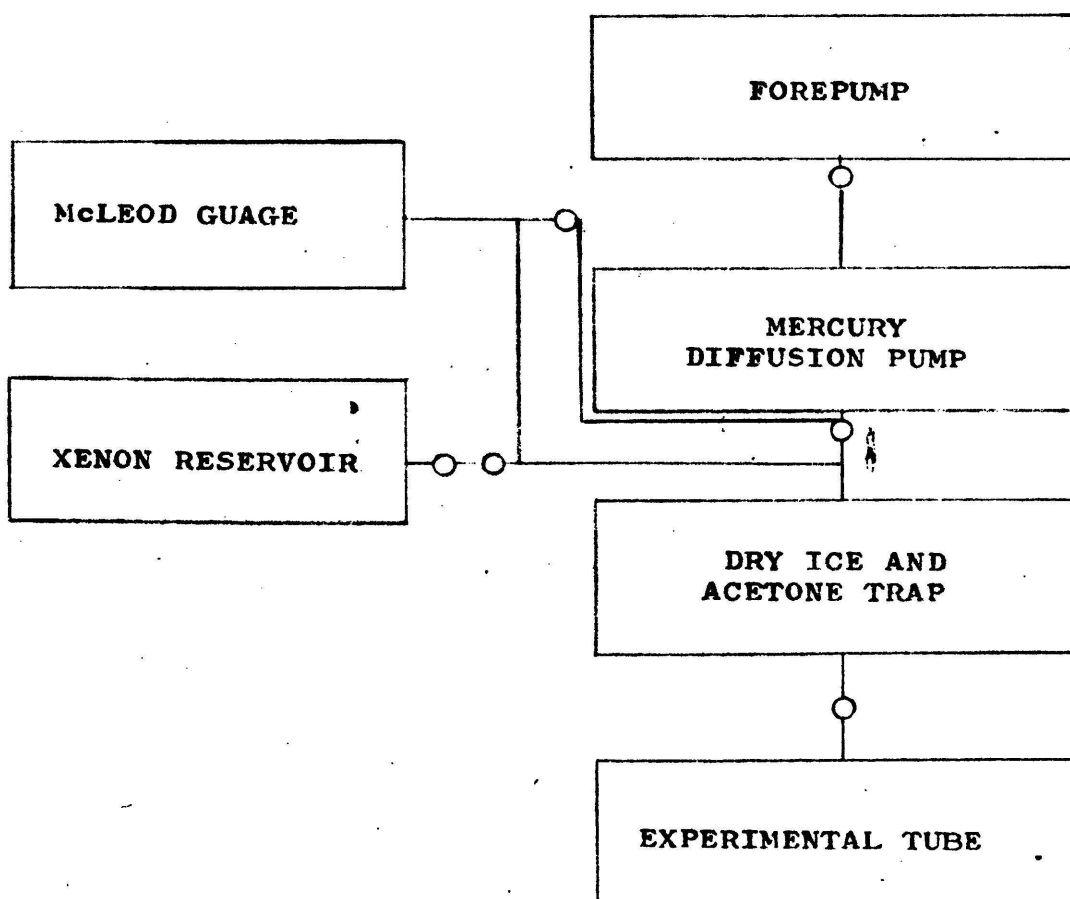 FOREPUMP
McLEOD GUAGE
MERCURY
DIFFUSION PUMP
XENON RESERVOIR
DRY ICE AND
ACETONE TRAP
EXPERIMENTAL TUBE